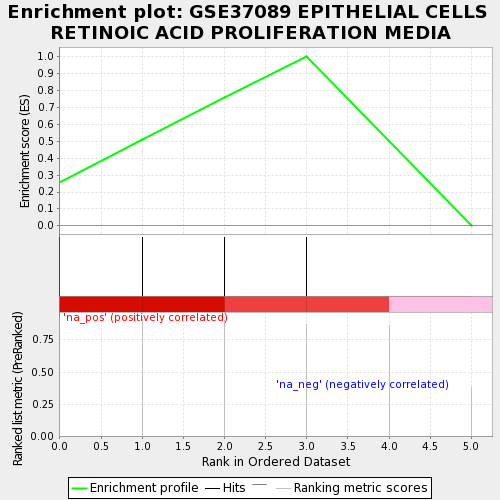 Enrichment plot: GSE37089 EPITHELIAL CELLS
RETINOIC ACID PROLIFERATION MEDIA
Enrichment score (ES)
1.0
0.9
0.8
0.7
0.6
0.5
0.4
0.3
0.2
0.1
0.0
'na_pos' (positively correlated)
Ranked list metric (PreRanked)
0.75
0.50
0.25
0.00
'na_neg' (negatively correlated)
0.0 0.5 1.0 1.5 2.0 2.5 3.0 3.5 4.0 4.5 5.0
Rank in Ordered Dataset
Enrichment profile Hits Ranking metric scores